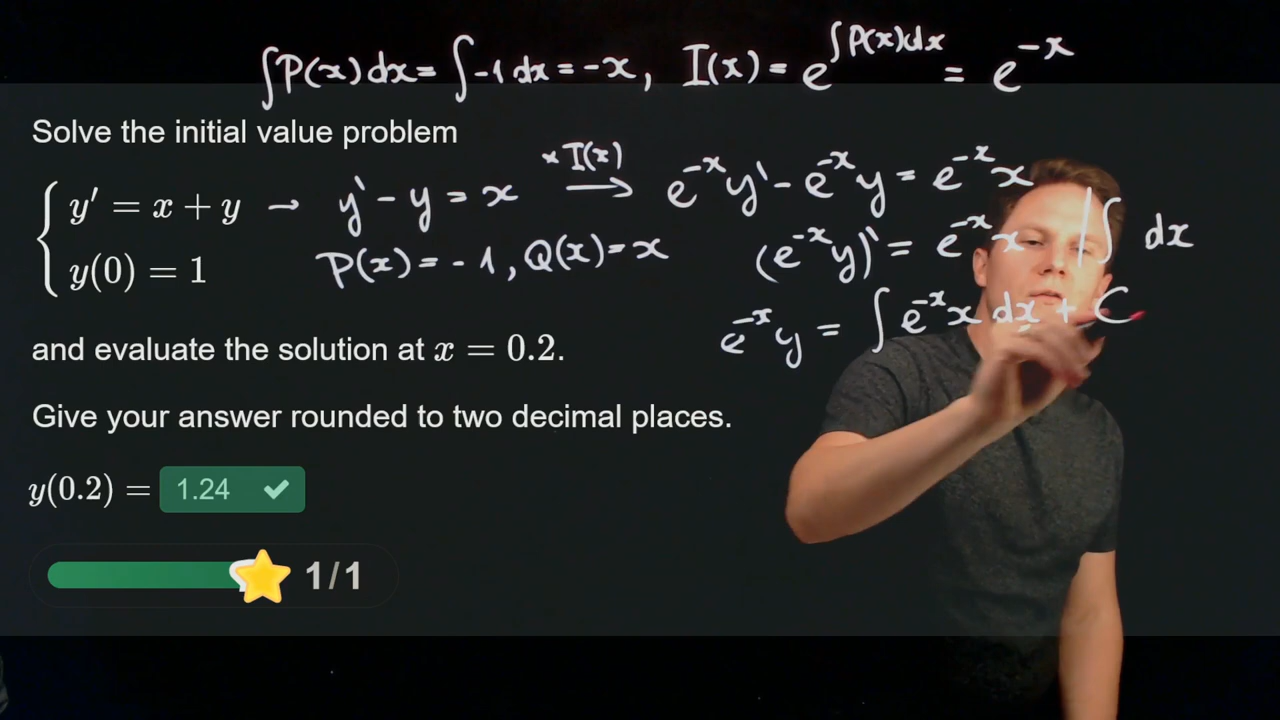 ∫P(x)dx = ∫-1 dx = -x, I(x) = e^{∫P(x)dx} = e^{-x}
Solve the initial value problem
{ y′ = x + y → y' - y = x —× I(x)→ e^{-x}y' - e^{-x}y = e^{-x}x
y(0) = 1 P(x) = -1, Q(x) = x (e^{-x}y)' = e^{-x}x |∫ dx
e^{-x}y = ∫e^{-x}x dx + C
and evaluate the solution at x = 0.2.
Give your answer rounded to two decimal places.
y(0.2) = 1.24 ✔
1/1